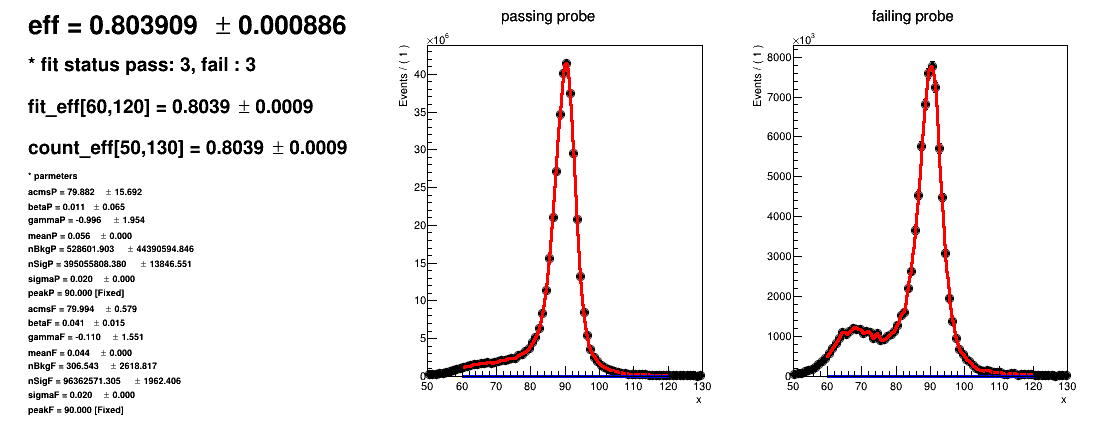 eff = 0.803909 ± 0.000886
* fit status pass: 3, fail : 3
fit_eff[60,120] = 0.8039 ± 0.0009
count_eff[50,130] = 0.8039 ± 0.0009
* parmeters
acmsP = 79.882 ± 15.692
betaP = 0.011 ± 0.065
gammaP = -0.996 ± 1.954
meanP = 0.056 ± 0.000
nBkgP = 528601.903 ± 44390594.846
nSigP = 395055808.380 ± 13846.551
sigmaP = 0.020 ± 0.000
peakP = 90.000 [Fixed]
acmsF = 79.994 ± 0.579
betaF = 0.041 ± 0.015
gammaF = -0.110 ± 1.551
meanF = 0.044 ± 0.000
nBkgF = 306.543 ± 2618.817
nSigF = 96362571.305 ± 1962.406
sigmaF = 0.020 ± 0.000
peakF = 90.000 [Fixed]
passing probe
×10⁶
Events / ( 1 )
40
35
30
25
20
15
10
5
0
50 60 70 80 90 100 110 120 130
x
failing probe
×10³
Events / ( 1 )
8000
7000
6000
5000
4000
3000
2000
1000
0
50 60 70 80 90 100 110 120 130
x